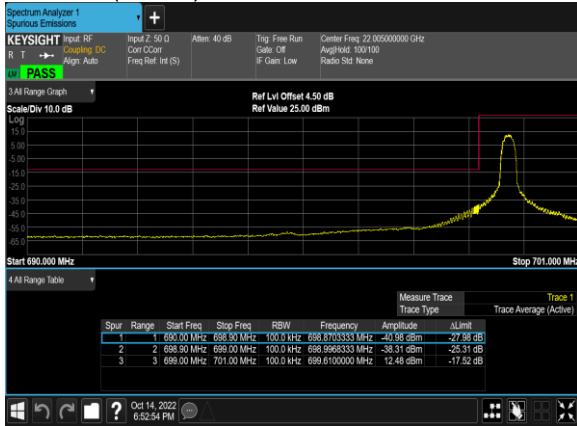 Spectrum Analyzer 1
Spurious Emissions
+
KEYSIGHT
R T
LW PASS
Input: RF
Coupling: DC
Align: Auto
Input Z: 50 Ω
Corr CCorr
Freq Ref: Int (S)
Atten: 40 dB
Trig: Free Run
Gate: Off
IF Gain: Low
Center Freq: 22.005000000 GHz
Avg|Hold: 100/100
Radio Std: None
3 All Range Graph
Scale/Div 10.0 dB
Ref Lvl Offset 4.50 dB
Ref Value 25.00 dBm
Log
15.0
5.00
-5.00
-15.0
-25.0
-35.0
-45.0
-55.0
-65.0
Start 690.000 MHz
Stop 701.000 MHz
4 All Range Table
Measure Trace Trace 1
Trace Type Trace Average (Active)
Spur Range Start Freq Stop Freq RBW Frequency Amplitude ΔLimit
1 1 690.00 MHz 698.90 MHz 100.0 kHz 698.8703333 MHz -40.98 dBm -27.98 dB
2 2 698.90 MHz 699.00 MHz 100.0 kHz 698.9968333 MHz -38.31 dBm -25.31 dB
3 3 699.00 MHz 701.00 MHz 100.0 kHz 699.6100000 MHz 12.48 dBm -17.52 dB
?
Oct 14, 2022
6:52:54 PM